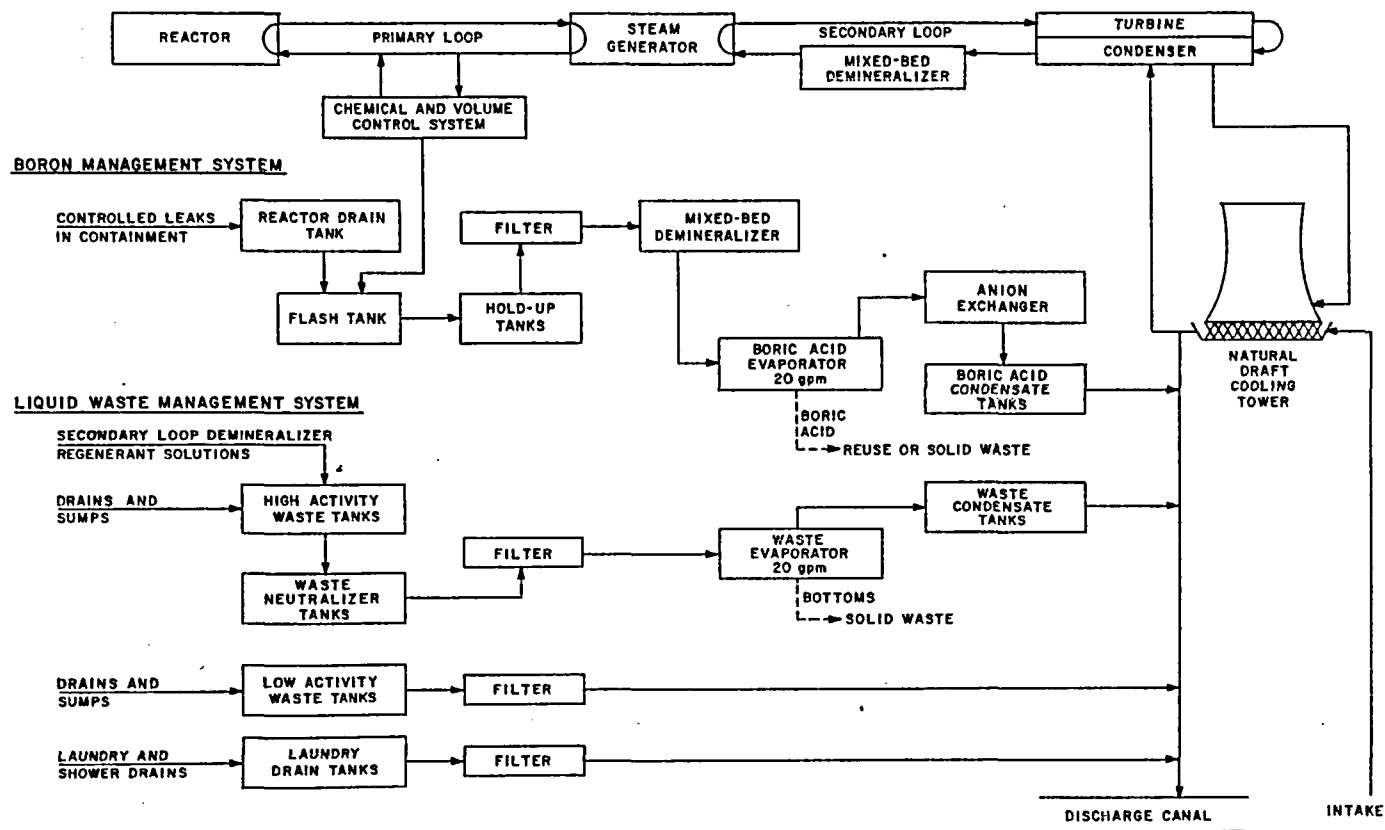 REACTOR
PRIMARY LOOP
STEAM
GENERATOR
SECONDARY LOOP
TURBINE
CONDENSER
MIXED-BED
DEMINERALIZER
CHEMICAL AND VOLUME
CONTROL SYSTEM
BORON MANAGEMENT SYSTEM
CONTROLLED LEAKS
IN CONTAINMENT
REACTOR DRAIN
TANK
FLASH TANK
HOLD-UP
TANKS
FILTER
MIXED-BED
DEMINERALIZER
BORIC ACID
EVAPORATOR
20 gpm
ANION
EXCHANGER
BORIC ACID
CONDENSATE
TANKS
BORIC
ACID
REUSE OR SOLID WASTE
NATURAL
DRAFT
COOLING
TOWER
LIQUID WASTE MANAGEMENT SYSTEM
SECONDARY LOOP DEMINERALIZER
REGENERANT SOLUTIONS
DRAINS AND
SUMPS
HIGH ACTIVITY
WASTE TANKS
WASTE
NEUTRALIZER
TANKS
FILTER
WASTE
EVAPORATOR
20 gpm
WASTE
CONDENSATE
TANKS
BOTTOMS
SOLID WASTE
DRAINS AND
SUMPS
LOW ACTIVITY
WASTE TANKS
FILTER
LAUNDRY AND
SHOWER DRAINS
LAUNDRY
DRAIN TANKS
FILTER
DISCHARGE CANAL
INTAKE